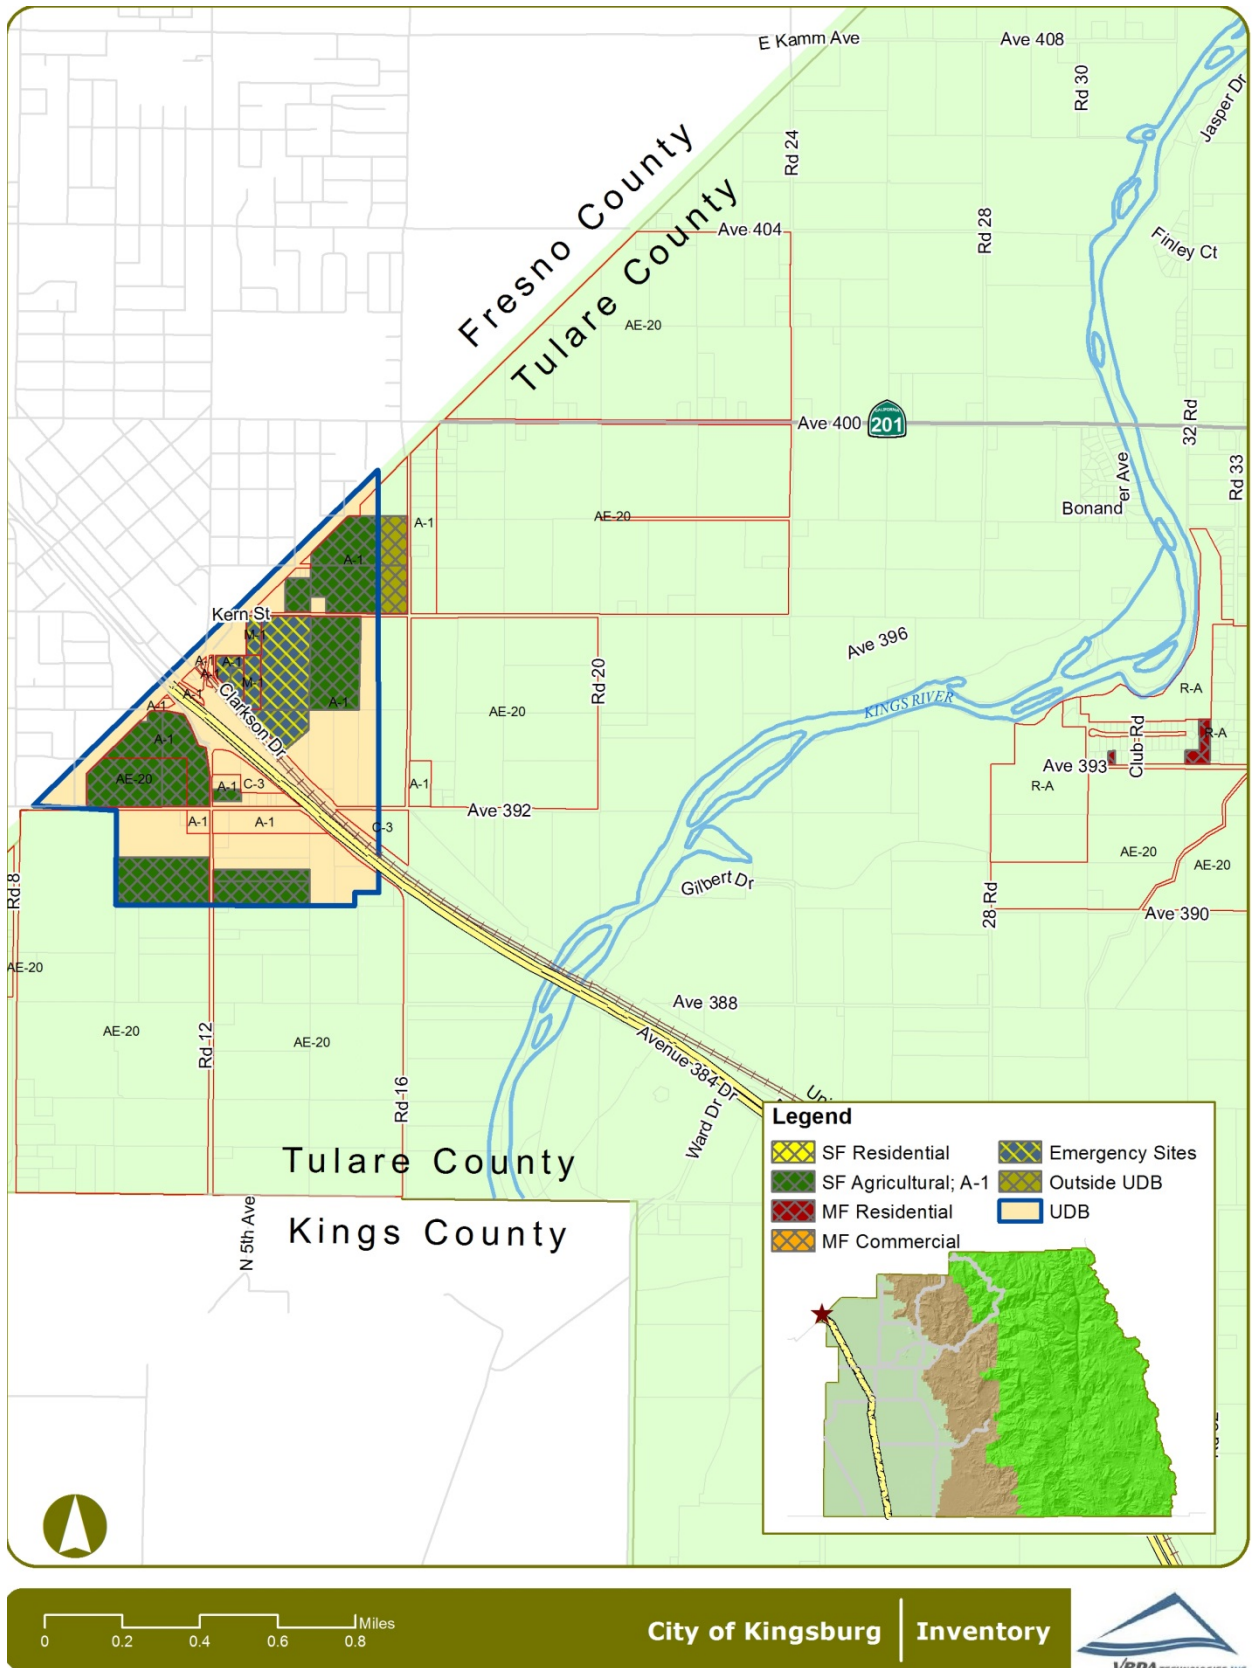 E Kamm Ave
Ave 408
Rd 30
Jasper Dr
Rd 24
Fresno County
Tulare County
Ave 404
Rd 28
Finley Ct
AE-20
Ave 400
CALIFORNIA
201
32 Rd
Rd 33
er Ave
Bonand
A-1
AE-20
A-1
Kern St
M-1
Ave 396
A-1
A-1
A-1
M-1
A-1
A-1
A-1
Clarkson Dr
Rd 20
KINGS RIVER
R-A
AE-20
A-1
R-A
Club Rd
Ave 393
AE-20
A-1
C-3
A-1
R-A
Ave 392
A-1
A-1
C-3
AE-20
AE-20
Gilbert Dr
Rd 8
28 Rd
Ave 390
AE-20
Ave 388
AE-20
AE-20
Rd 12
Avenue 384 Dr
Rd 16
Ward Dr
Uni
Tulare County
Kings County
N 5th Ave
Legend
SF Residential
Emergency Sites
SF Agricultural; A-1
Outside UDB
MF Residential
UDB
MF Commercial
Miles
0 0.2 0.4 0.6 0.8
City of Kingsburg
Inventory